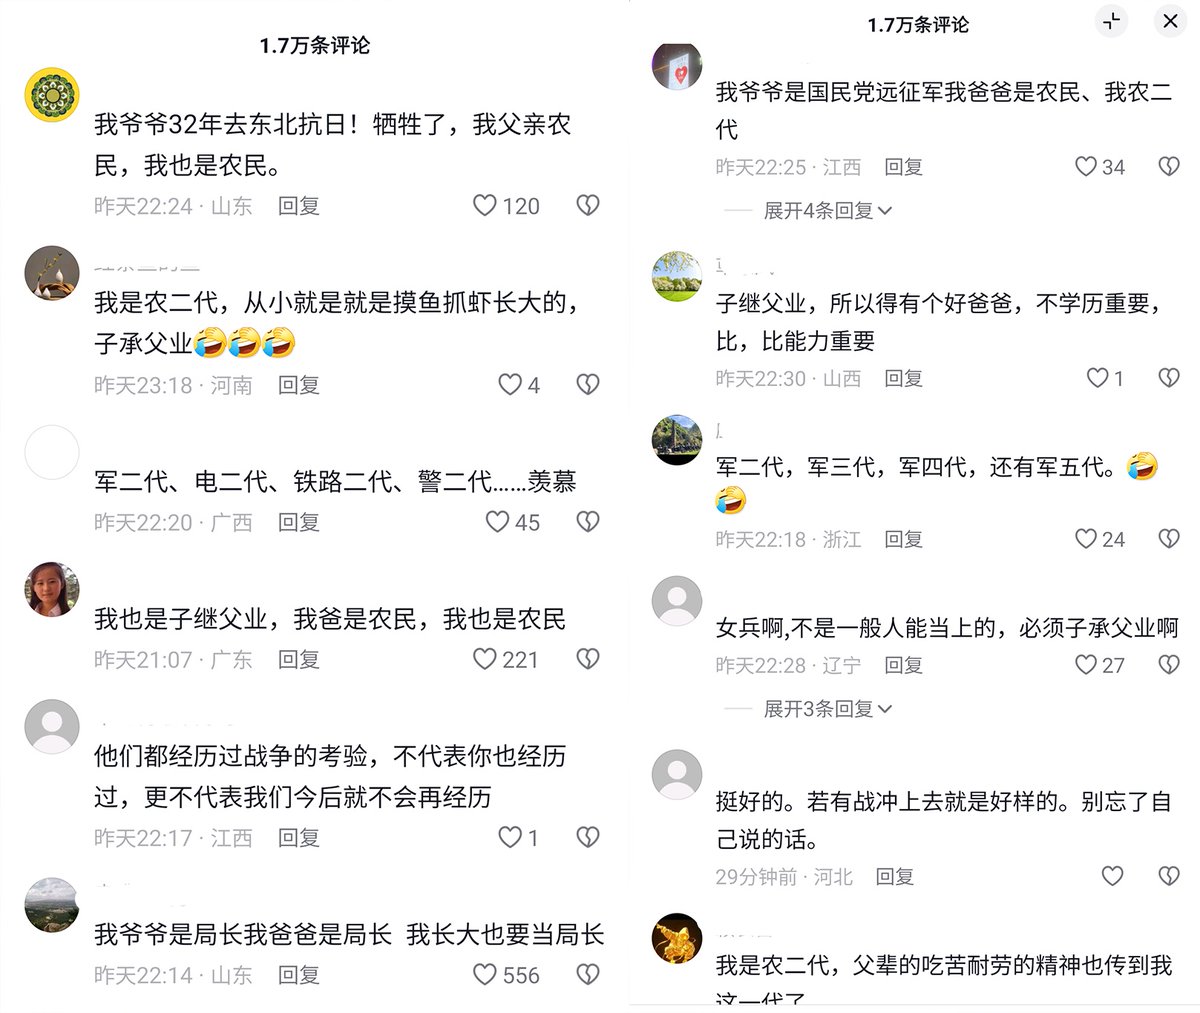 1.7万条评论
我爷爷32年去东北抗日！牺牲了，我父亲农
民，我也是农民。
昨天22:24 · 山东 回复 120
我是农二代，从小就是就是摸鱼抓虾长大的，
子承父业🤣🤣🤣
昨天23:18 · 河南 回复 4
军二代、电二代、铁路二代、警二代......羡慕
昨天22:20 · 广西 回复 45
我也是子继父业，我爸是农民，我也是农民
昨天21:07 · 广东 回复 221
他们都经历过战争的考验，不代表你也经历
过，更不代表我们今后就不会再经历
昨天22:17 · 江西 回复 1
我爷爷是局长我爸爸是局长 我长大也要当局长
昨天22:14 · 山东 回复 556
1.7万条评论
我爷爷是国民党远征军我爸爸是农民、我农二
代
昨天22:25 · 江西 回复 34
展开4条回复
子继父业，所以得有个好爸爸，不学历重要，
比，比能力重要
昨天22:30 · 山西 回复 1
军二代，军三代，军四代，还有军五代。🤣
🤣
昨天22:18 · 浙江 回复 24
女兵啊,不是一般人能当上的，必须子承父业啊
昨天22:28 · 辽宁 回复 27
展开3条回复
挺好的。若有战冲上去就是好样的。别忘了自
己说的话。
29分钟前 · 河北 回复
我是农二代，父辈的吃苦耐劳的精神也传到我
这一代了